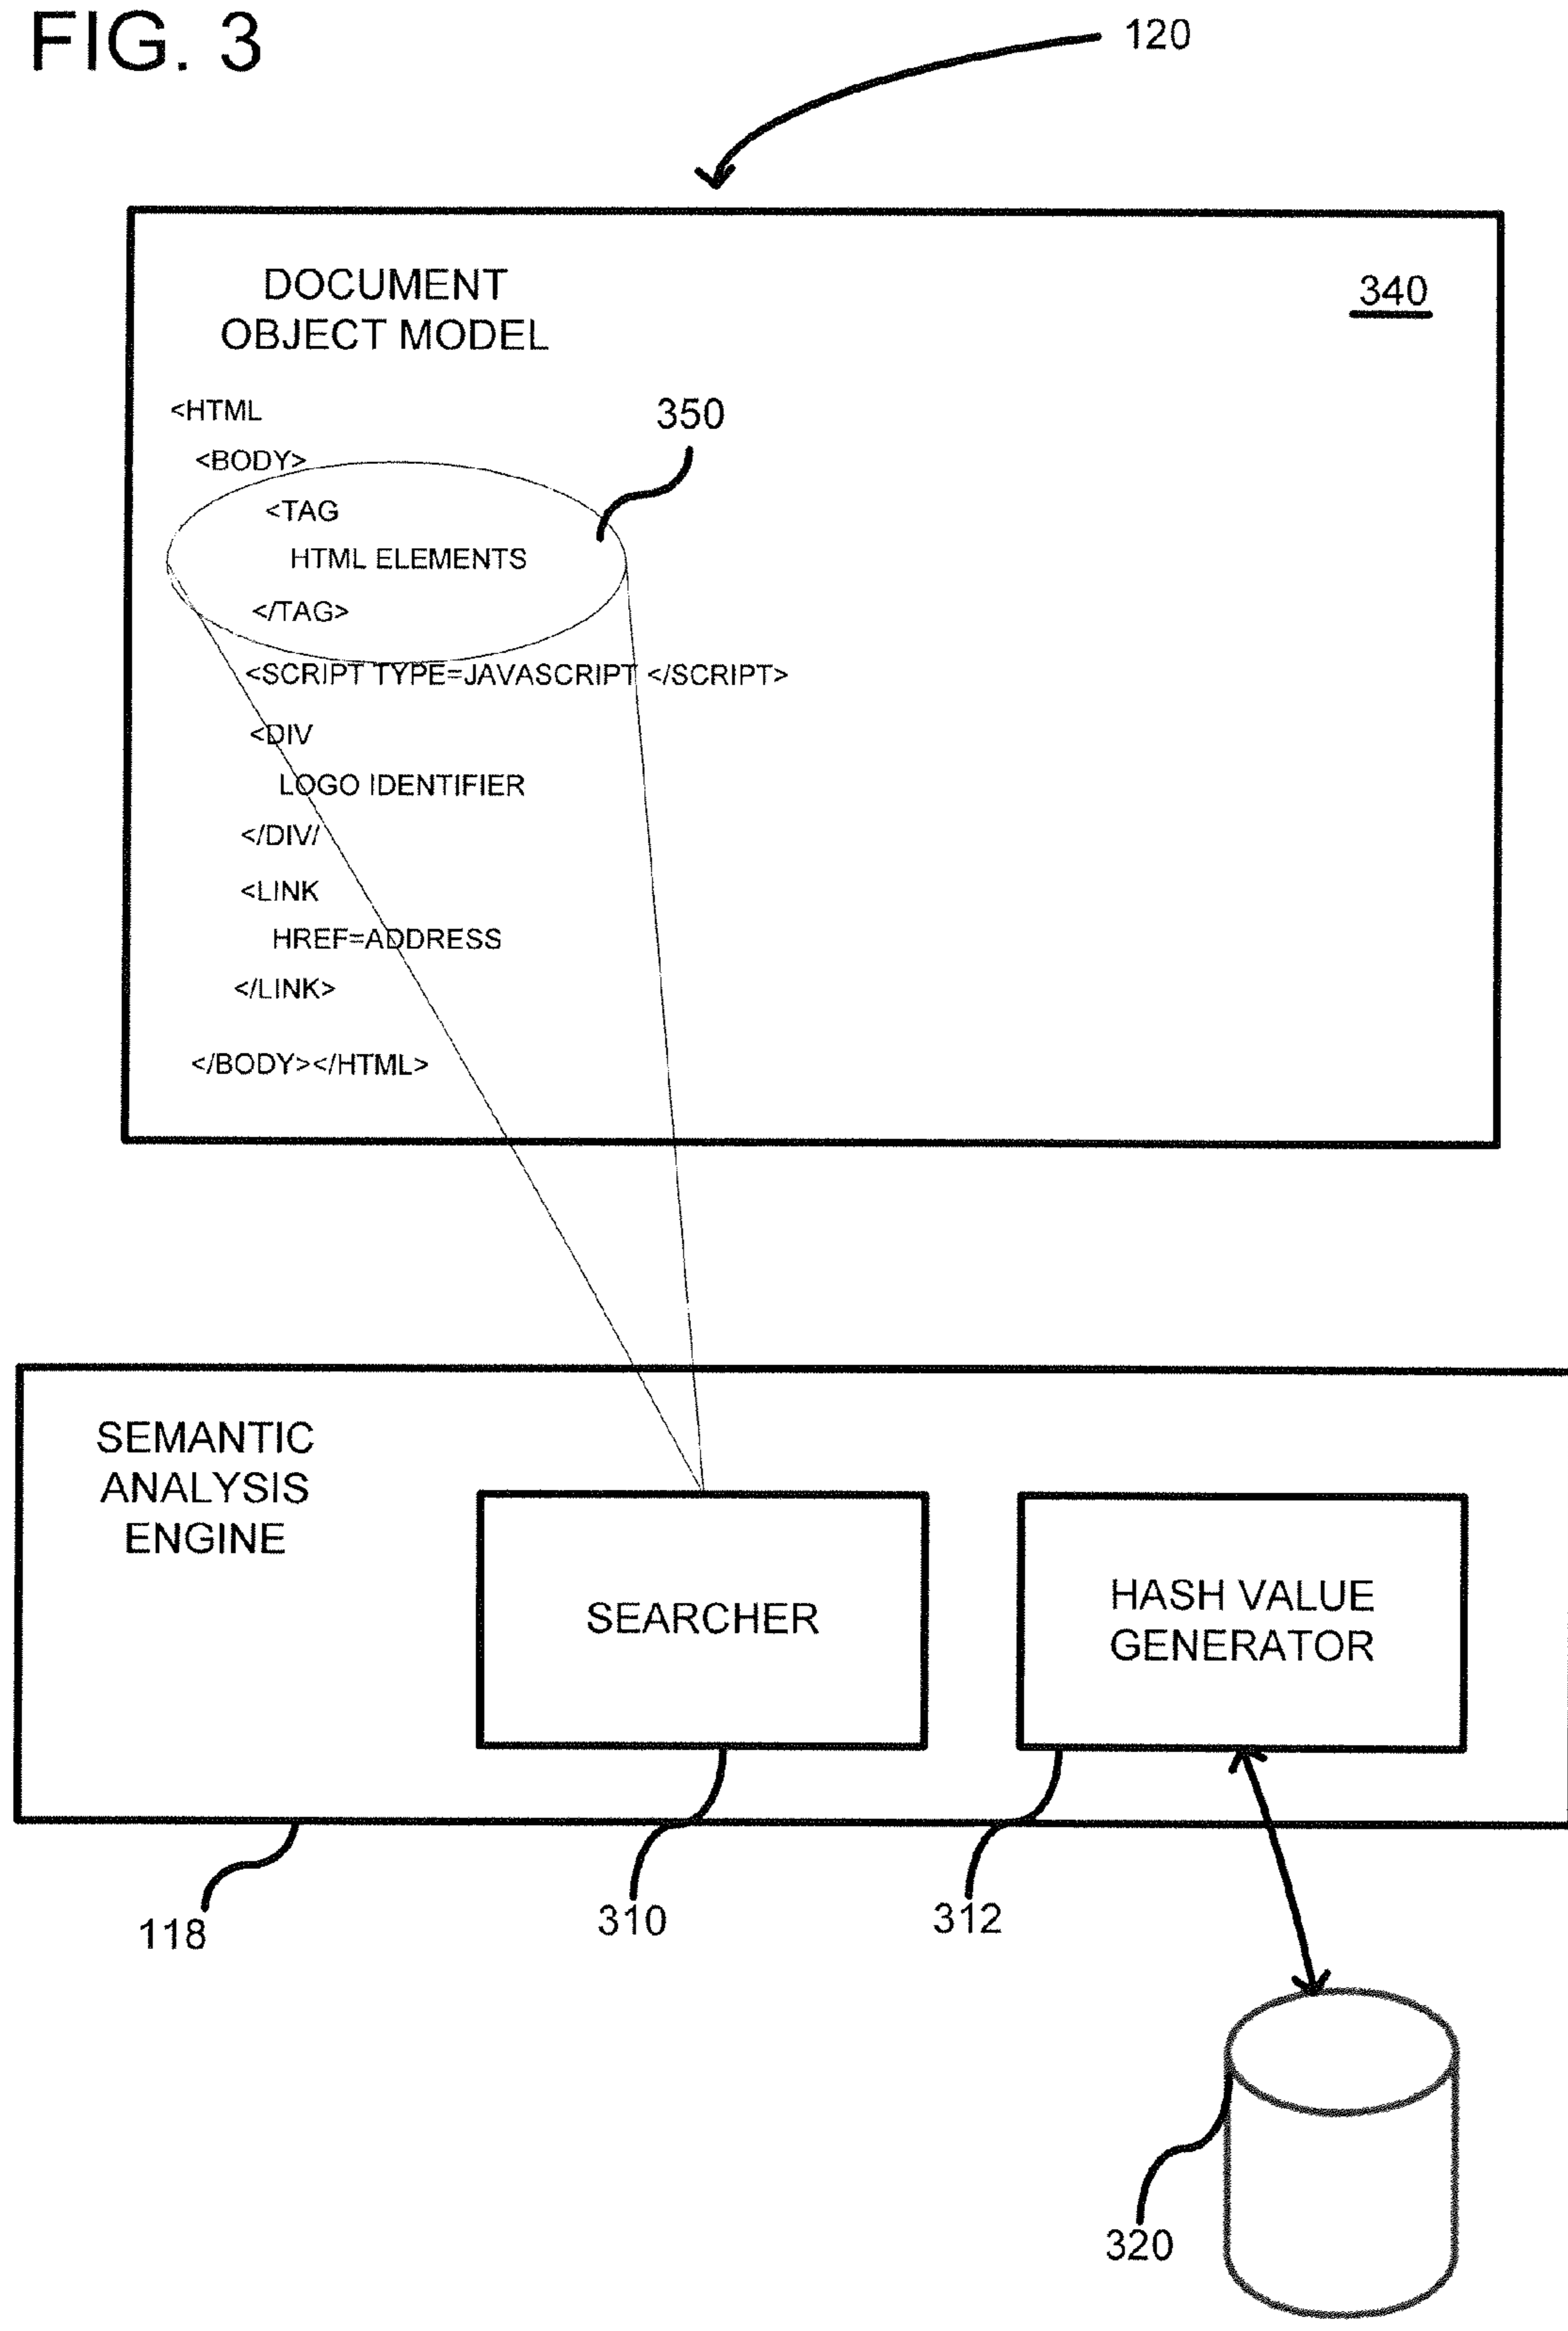 FIG. 3
120
DOCUMENT
OBJECT MODEL
340
<HTML
350
<BODY>
<TAG
HTML ELEMENTS
</TAG>
<SCRIPT TYPE=JAVASCRIPT </SCRIPT>
<DIV
LOGO IDENTIFIER
</DIV/
<LINK
HREF=ADDRESS
</LINK>
</BODY></HTML>
SEMANTIC
ANALYSIS
ENGINE
SEARCHER
HASH VALUE
GENERATOR
118
310
312
320